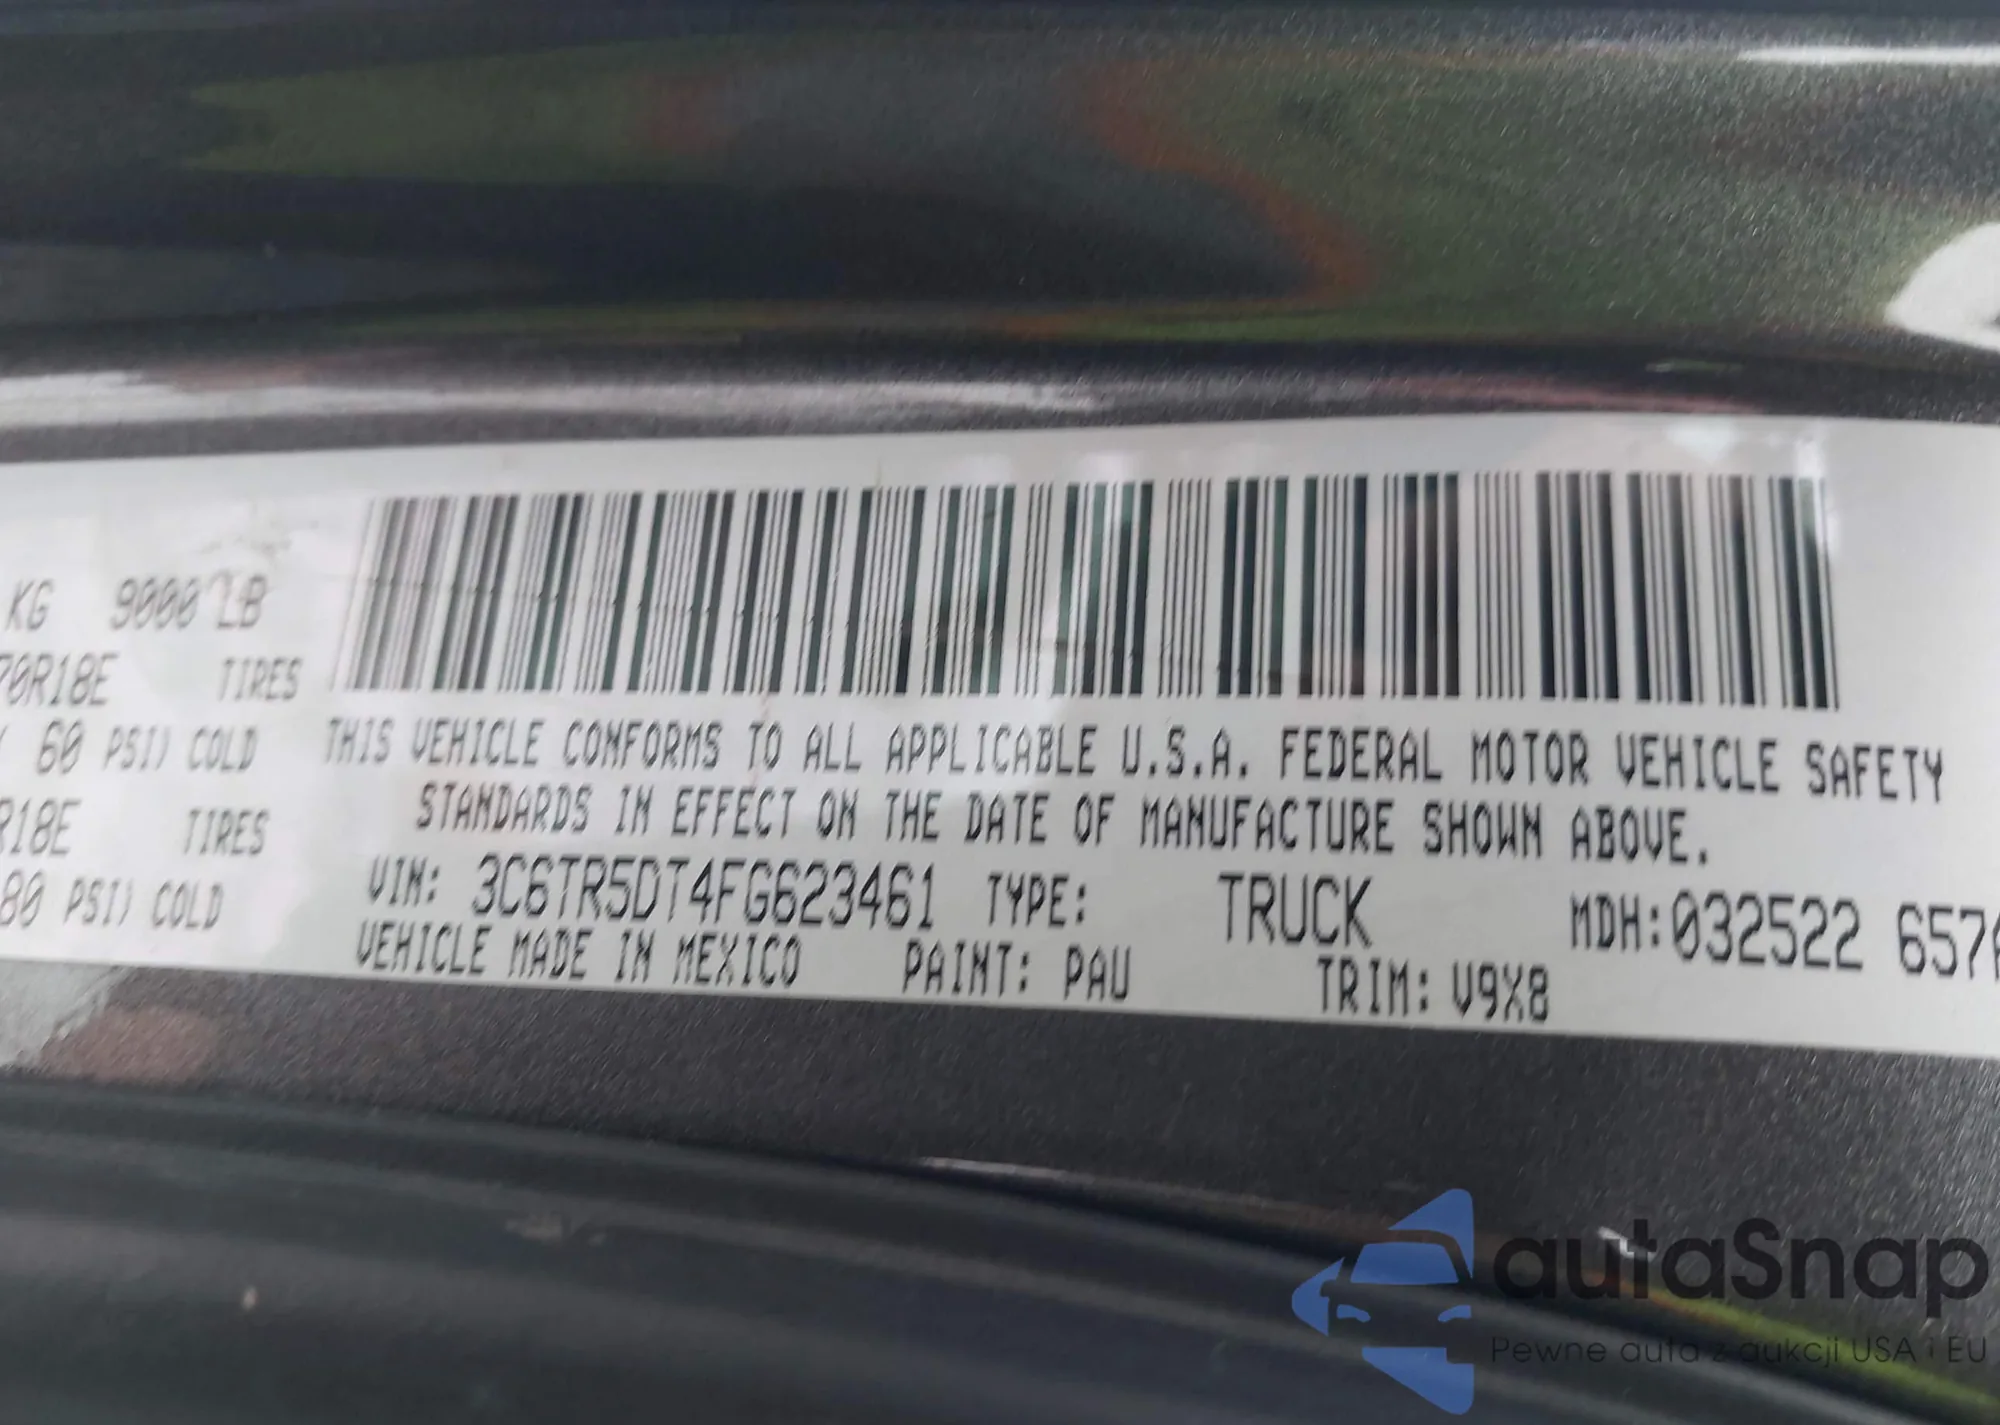 KG 9000 LB
70R18E TIRES
60 PSI) COLD
R18E TIRES
80 PSI) COLD
THIS VEHICLE CONFORMS TO ALL APPLICABLE U.S.A. FEDERAL MOTOR VEHICLE SAFETY
STANDARDS IN EFFECT ON THE DATE OF MANUFACTURE SHOWN ABOVE.
VIN: 3C6TR5DT4FG623461 TYPE: TRUCK MDH:032522 657
VEHICLE MADE IN MEXICO PAINT: PAU TRIM: V9X8
autaSnap
Pewne auta z aukcji USA i EU